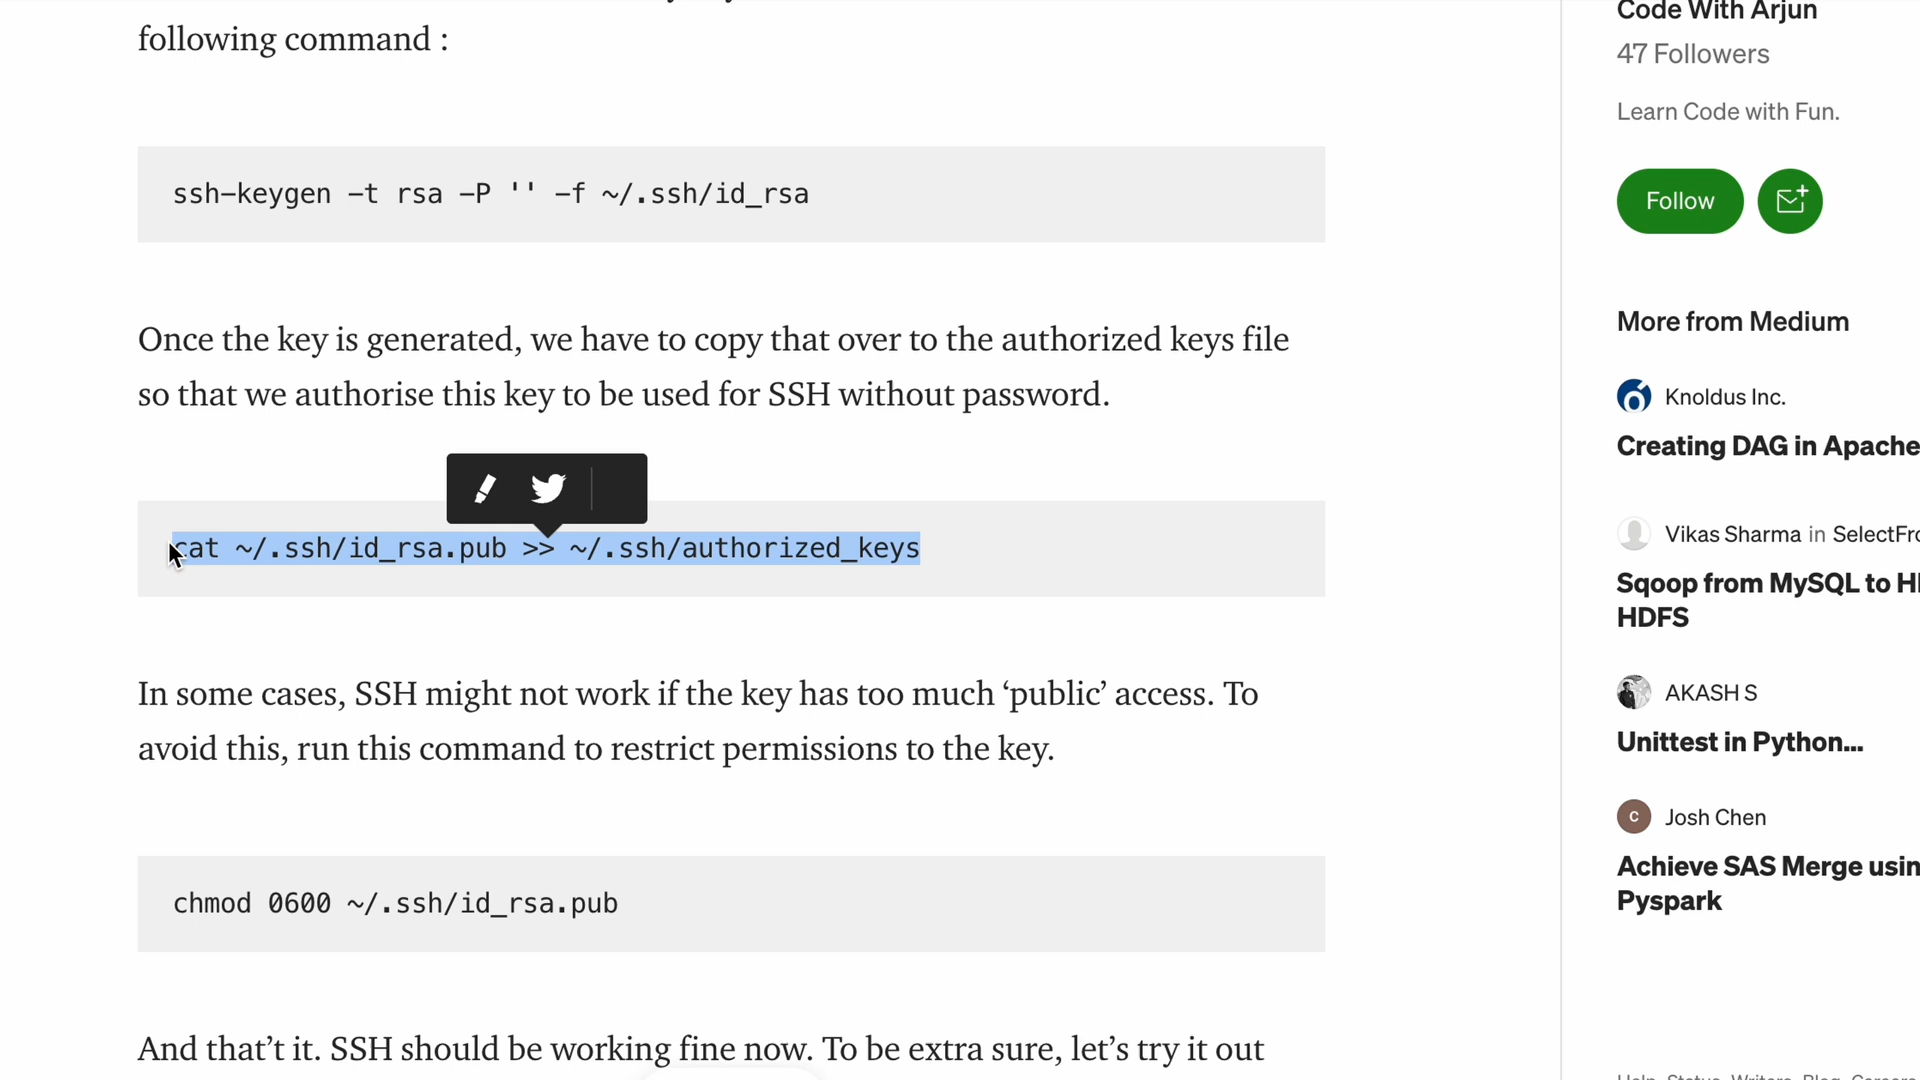 following command :
ssh-keygen -t rsa -P '' -f ~/.ssh/id_rsa
Once the key is generated, we have to copy that over to the authorized keys file
so that we authorise this key to be used for SSH without password.
cat ~/.ssh/id_rsa.pub >> ~/.ssh/authorized_keys
In some cases, SSH might not work if the key has too much ‘public’ access. To
avoid this, run this command to restrict permissions to the key.
chmod 0600 ~/.ssh/id_rsa.pub
And that’t it. SSH should be working fine now. To be extra sure, let’s try it out
Code With Arjun
47 Followers
Learn Code with Fun.
Follow
More from Medium
Knoldus Inc.
Creating DAG in Apache
Vikas Sharma in SelectFro
Sqoop from MySQL to
HDFS
AKASH S
Unittest in Python...
C
Josh Chen
Achieve SAS Merge usin
Pyspark